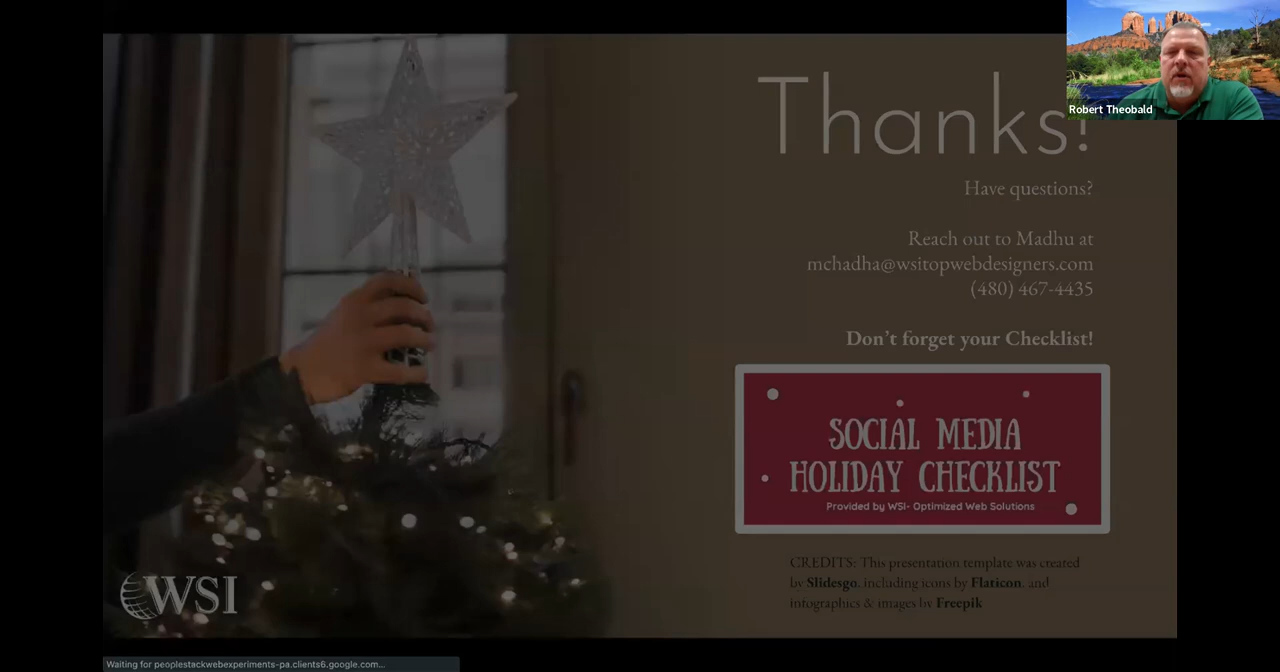 Robert Theobald
Thanks!
Have questions?
Reach out to Madhu at
mchadha@wsitopwebdesigners.com
(480) 467-4435
Don't forget your Checklist!
SOCIAL MEDIA
HOLIDAY CHECKLIST
Provided by WSI- Optimized Web Solutions
CREDITS: This presentation template was created
by Slidesgo, including icons by Flaticon, and
infographics & images by Freepik
WSI
Waiting for peoplestackwebexperiments-pa.clients6.google.com...